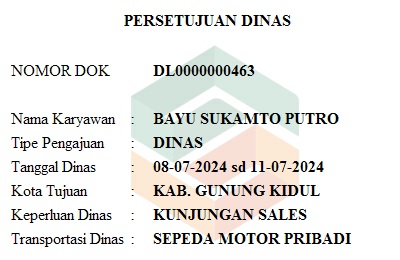 PERSETUJUAN DINAS
NOMOR DOK DL0000000463
Nama Karyawan : BAYU SUKAMTO PUTRO
Tipe Pengajuan : DINAS
Tanggal Dinas : 08-07-2024 sd 11-07-2024
Kota Tujuan : KAB. GUNUNG KIDUL
Keperluan Dinas : KUNJUNGAN SALES
Transportasi Dinas : SEPEDA MOTOR PRIBADI